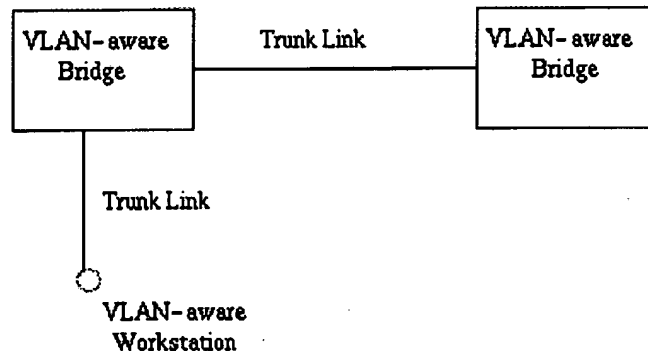 VLAN-aware
Bridge
Trunk Link
VLAN-aware
Bridge
Trunk Link
VLAN-aware
Workstation